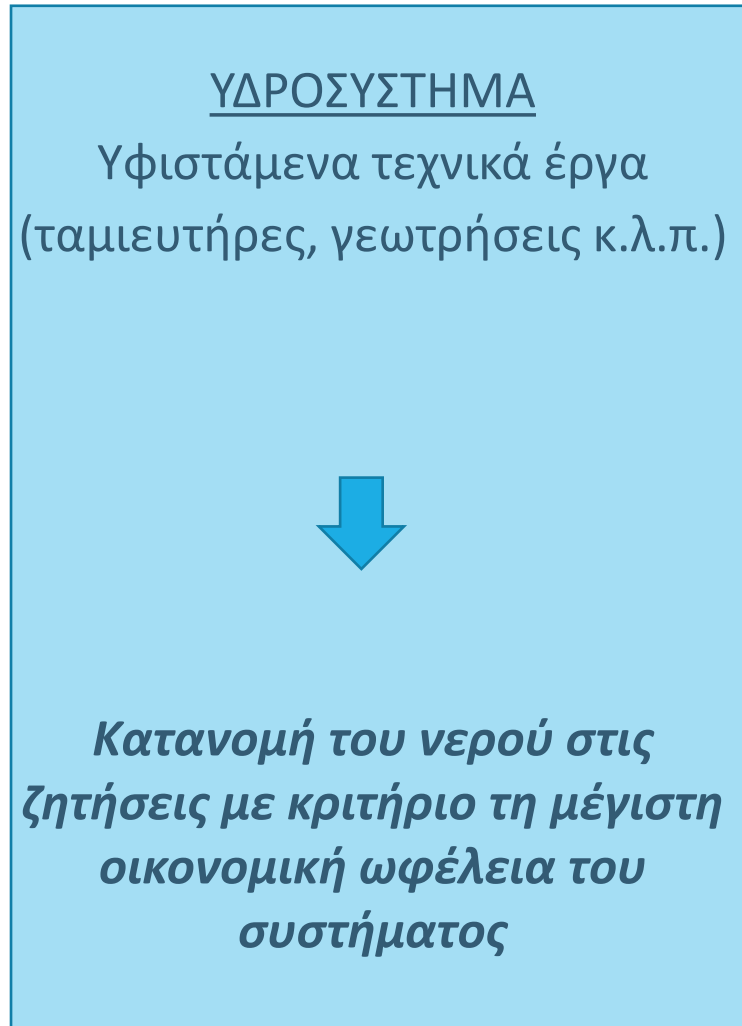 ΥΔΡΟΣΥΣΤΗΜΑ
Υφιστάμενα τεχνικά έργα
(ταμιευτήρες, γεωτρήσεις κ.λ.π.)
Κατανομή του νερού στις
ζητήσεις με κριτήριο τη μέγιστη
οικονομική ωφέλεια του
συστήματος